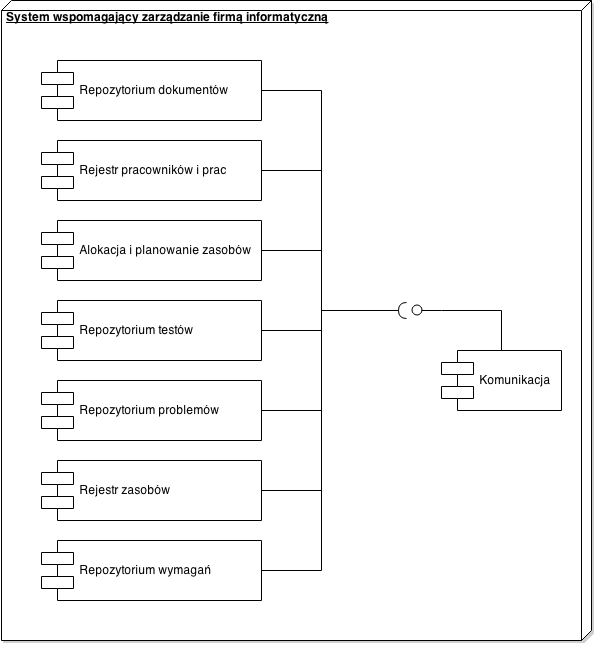 System wspomagający zarządzanie firmą informatyczną
Repozytorium dokumentów
Rejestr pracowników i prac
Alokacja i planowanie zasobów
Repozytorium testów
Repozytorium problemów
Rejestr zasobów
Repozytorium wymagań
Komunikacja